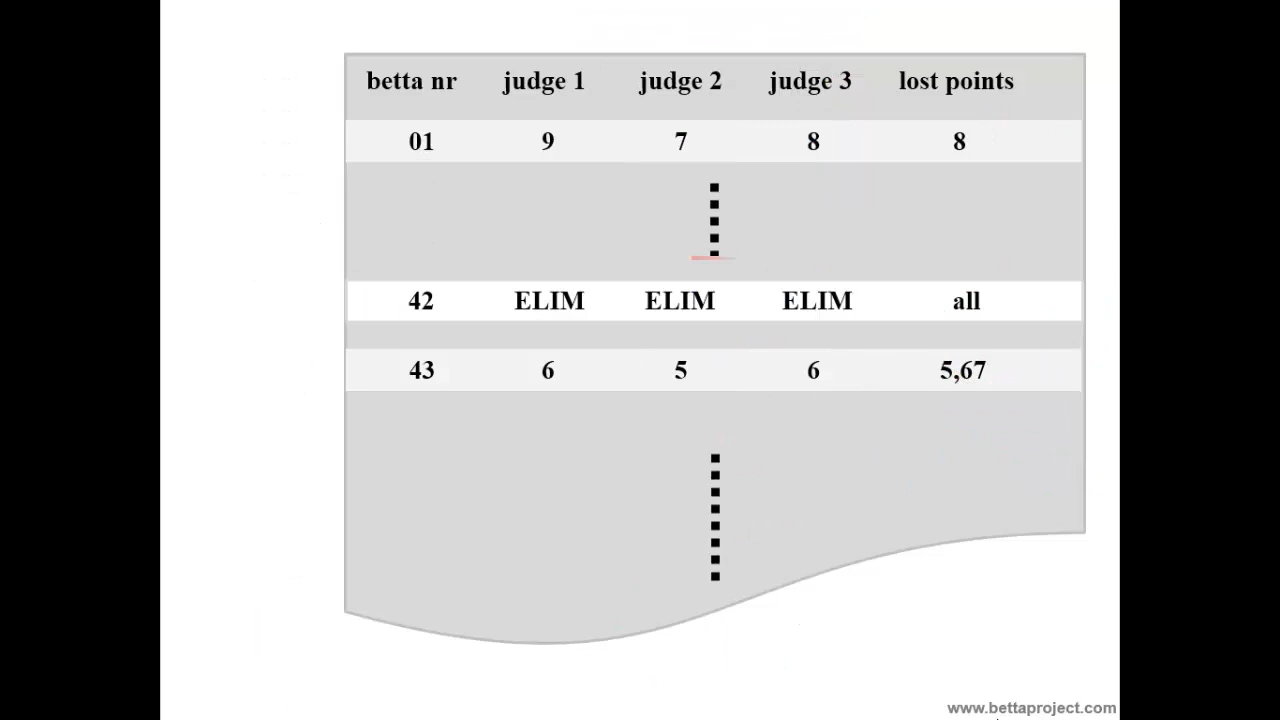 betta nr judge 1 judge 2 judge 3 lost points
01 9 7 8 8
42 ELIM ELIM ELIM all
43 6 5 6 5,67
www.bettaproject.com